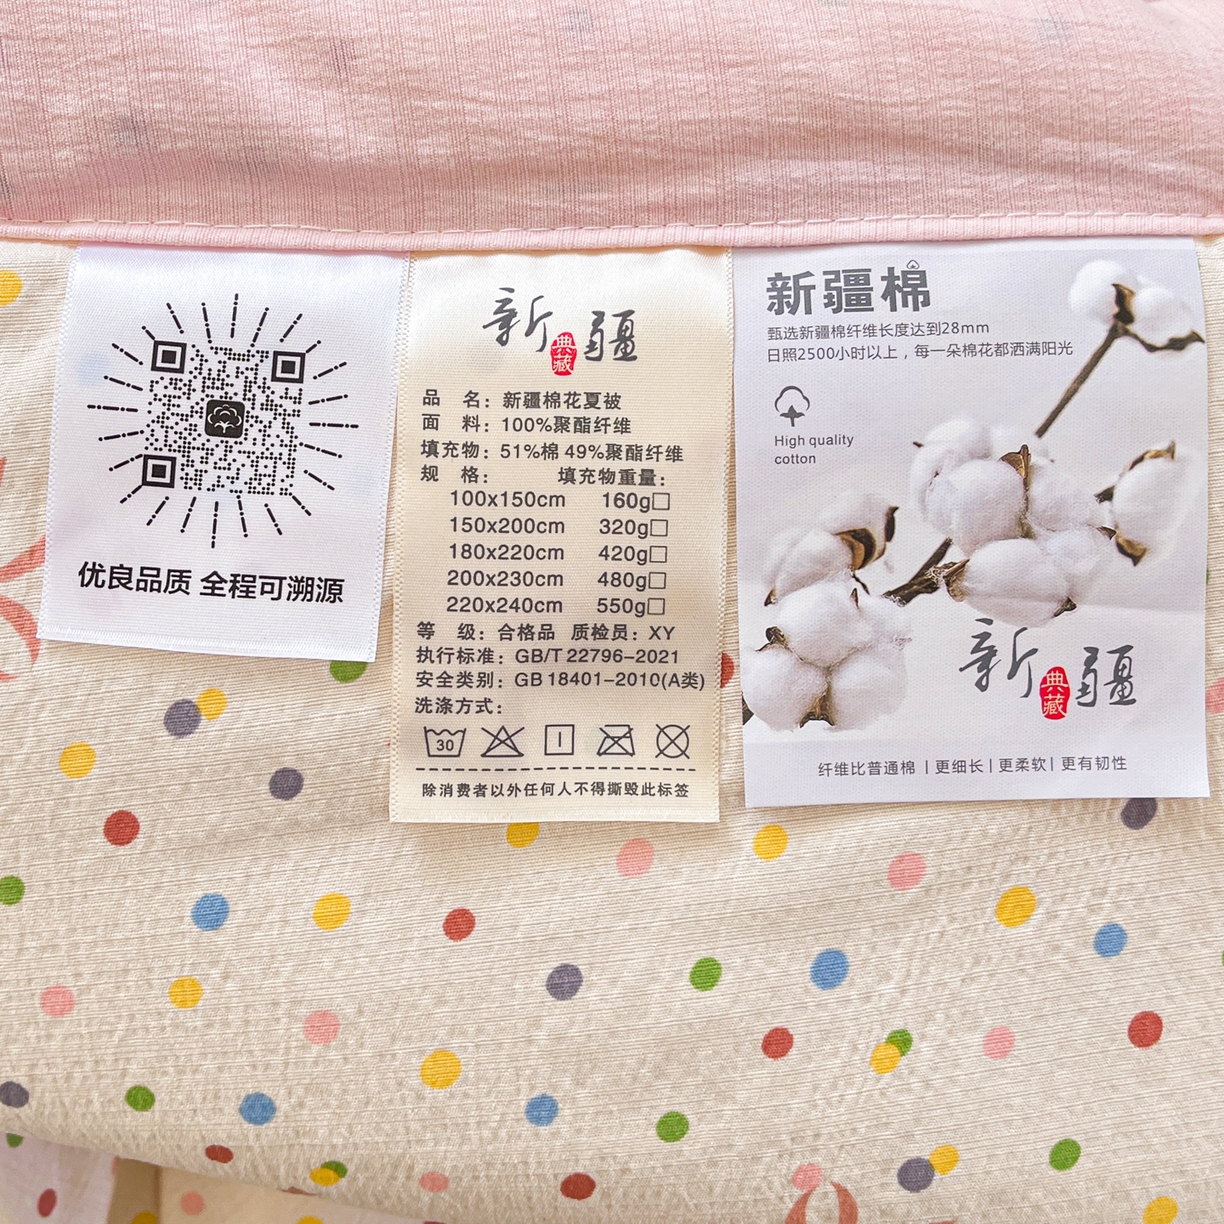 优良品质 全程可溯源
新疆
典藏
品 名：新疆棉花夏被
面 料：100%聚酯纤维
填充物：51%棉 49%聚酯纤维
规 格： 填充物重量：
100x150cm 160g□
150x200cm 320g□
180x220cm 420g□
200x230cm 480g□
220x240cm 550g□
等 级：合格品 质检员：XY
执行标准：GB/T 22796-2021
安全类别：GB 18401-2010(A类)
洗涤方式：
30
除消费者以外任何人不得撕毁此标签
新疆棉
甄选新疆棉纤维长度达到28mm
日照2500小时以上，每一朵棉花都洒满阳光
High quality
cotton
新疆
典藏
纤维比普通棉 | 更细长 | 更柔软 | 更有韧性